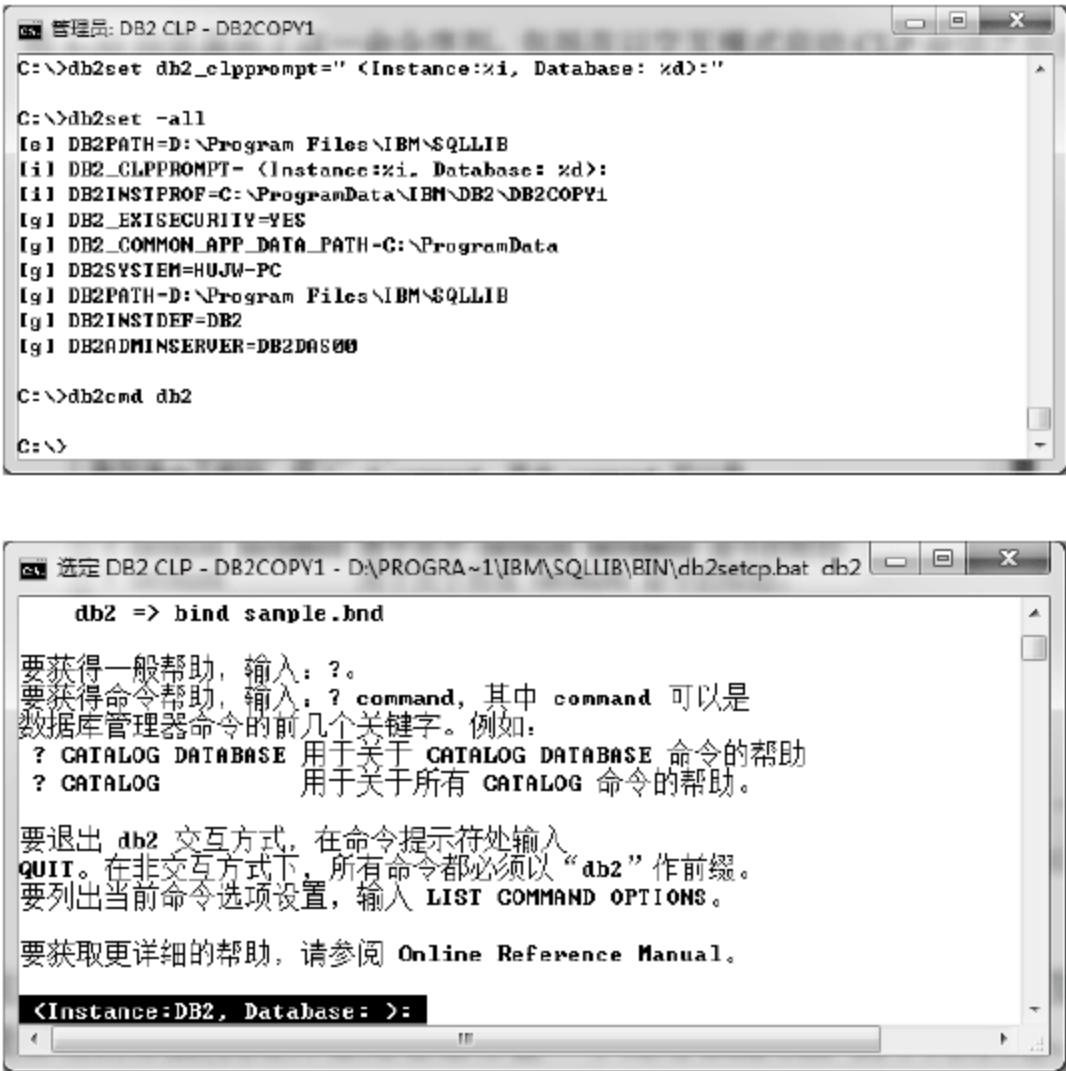 管理员: DB2 CLP - DB2COPY1
C:\>db2set db2_clpprompt=" (Instance:%i, Database: %d):"
C:\>db2set -all
[e] DB2PATH=D:\Program Files\IBM\SQLLIB
[i] DB2_CLPPROMPT= (Instance:%i, Database: %d):
[i] DB2INSTPROF=C:\ProgramData\IBM\DB2\DB2COPY1
[g] DB2_EXTSECURITY=YES
[g] DB2_COMMON_APP_DATA_PATH=C:\ProgramData
[g] DB2SYSTEM=HUJW-PC
[g] DB2PATH=D:\Program Files\IBM\SQLLIB
[g] DB2INSTDEF=DB2
[g] DB2ADMINSERVER=DB2DAS00
C:\>db2cmd db2
C:\>
选定 DB2 CLP - DB2COPY1 - D:\PROGRA~1\IBM\SQLLIB\BIN\db2setcp.bat db2
db2 => bind sample.bnd
要获得一般帮助，输入：?。
要获得命令帮助，输入：? command，其中 command 可以是
数据库管理器命令的前几个关键字。例如：
? CATALOG DATABASE 用于关于 CATALOG DATABASE 命令的帮助
? CATALOG 用于关于所有 CATALOG 命令的帮助。
要退出 db2 交互方式，在命令提示符处输入
QUIT。在非交互方式下，所有命令都必须以“db2”作前缀。
要列出当前命令选项设置，输入 LIST COMMAND OPTIONS。
要获取更详细的帮助，请参阅 Online Reference Manual。
(Instance:DB2, Database: ):